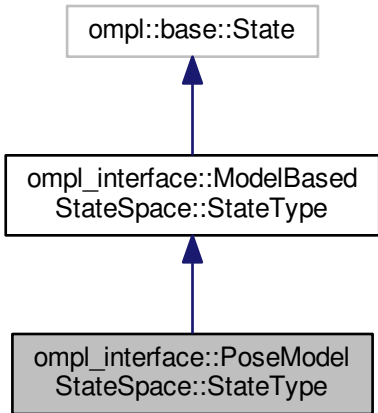 ompl::base::State
ompl_interface::ModelBased
StateSpace::StateType
ompl_interface::PoseModel
StateSpace::StateType